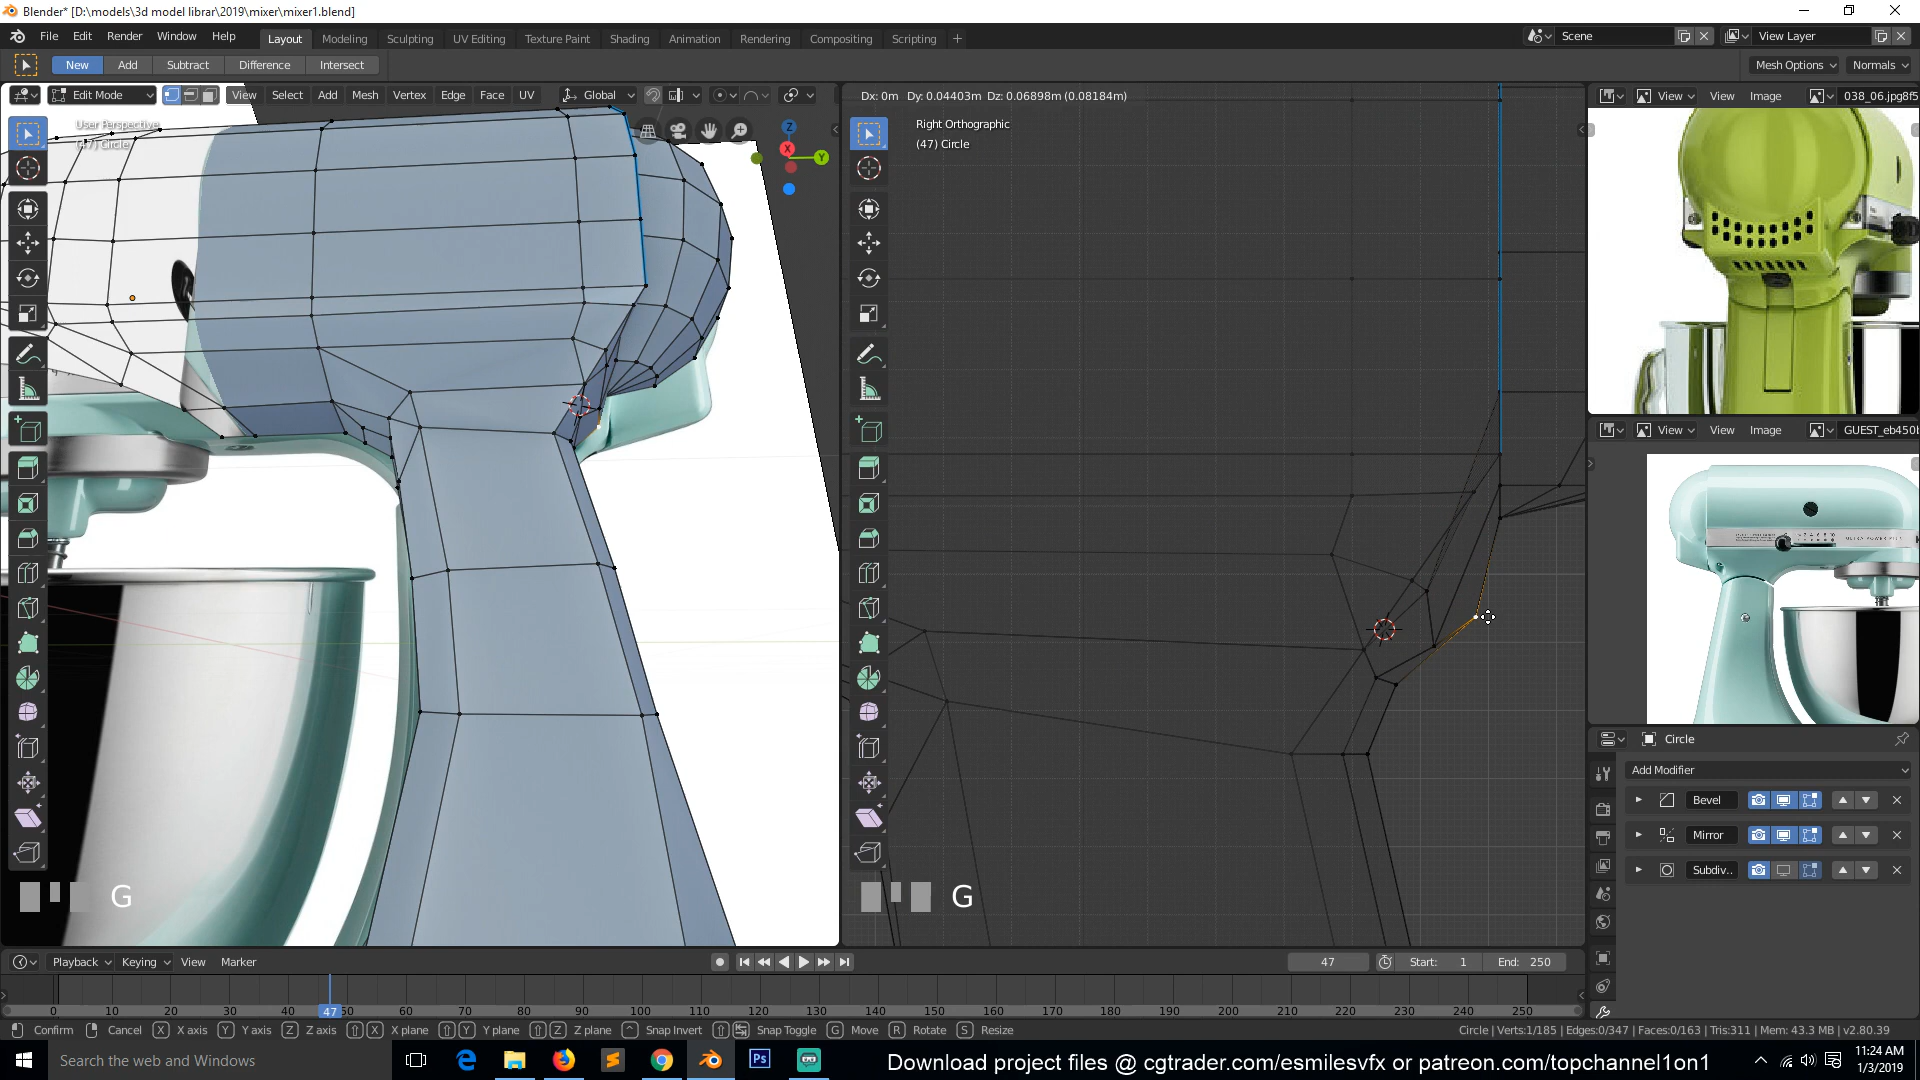 Blender* [D:\models\3d model librar\2019\mixer\mixer1.blend]
File Edit Render Window Help Layout Modeling Sculpting UV Editing Texture Paint Shading Animation Rendering Compositing Scripting + Scene View Layer
New Add Subtract Difference Intersect Mesh Options Normals
Edit Mode View Select Add Mesh Vertex Edge Face UV Global Dx: 0m Dy: 0.04403m Dz: 0.06898m (0.08184m) View View Image 038_06.jpg8f5
User Perspective
(47) Circle
Right Orthographic
(47) Circle
Z
X
Y
View View Image GUEST_eb450b
Circle
Add Modifier
Bevel
Mirror
Subdiv..
G
G
Playback Keying View Marker 47 Start: 1 End: 250
0 10 20 30 40 47 50 60 70 80 90 100 110 120 130 140 150 160 170 180 190 200 210 220 230 240 250
Confirm Cancel X X axis Y Y axis Z Z axis X X plane Y Y plane Z Z plane Snap Invert Snap Toggle G Move R Rotate S Resize Circle | Verts:1/185 | Edges:0/347 | Faces:0/163 | Tris:311 | Mem: 43.3 MB | v2.80.39
Search the web and Windows
Ps
Download project files @ cgtrader.com/esmilesvfx or patreon.com/topchannel1on1
11:24 AM
1/3/2019